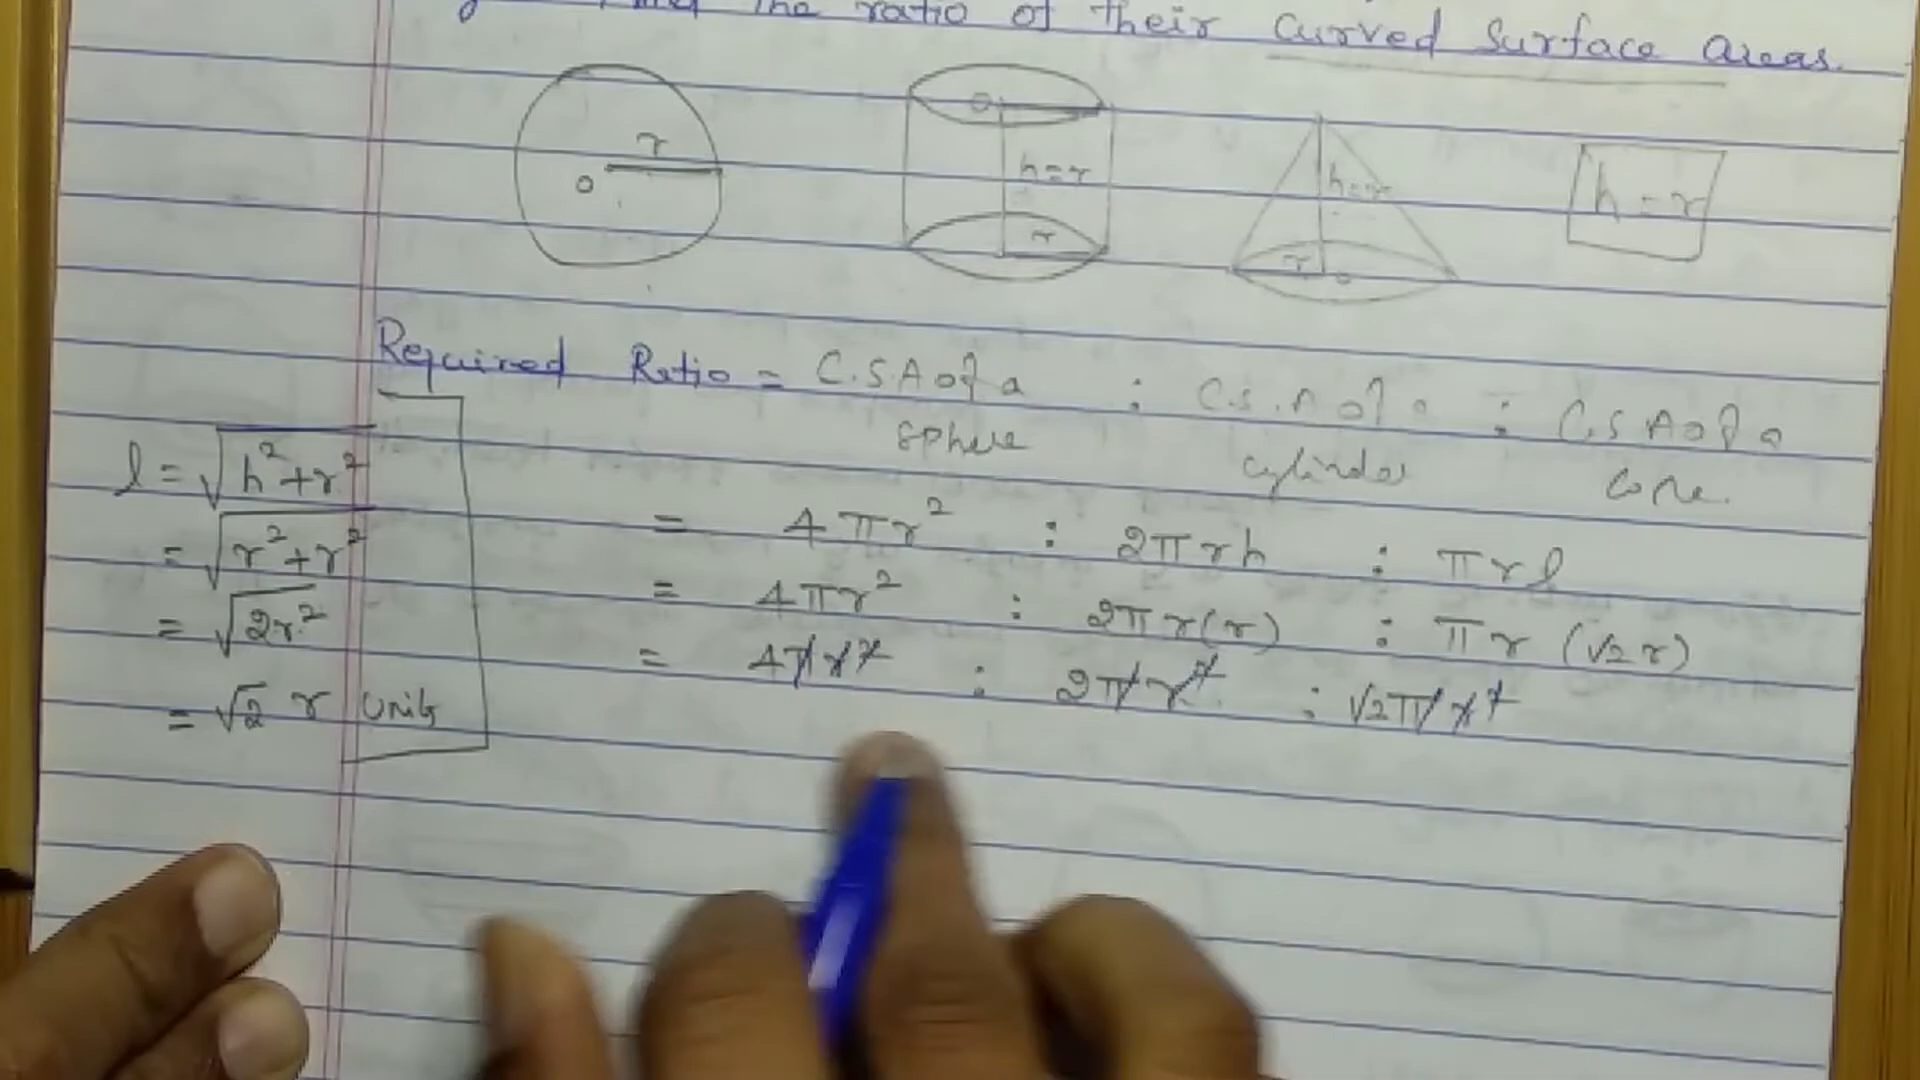 the ratio of their curved surface areas.
r
o
o
h=r
r
h=r
r
o
h=r
Required Ratio = C.S.A of a : C.S.A of a : C.S.A of a
sphere cylinder cone.
l = √h²+r²
= √r²+r²
= √2r²
= √2 r units
= 4πr² : 2πrh : πrl
= 4πr² : 2πr(r) : πr (√2r)
= 4πr² : 2πr² : √2πr²